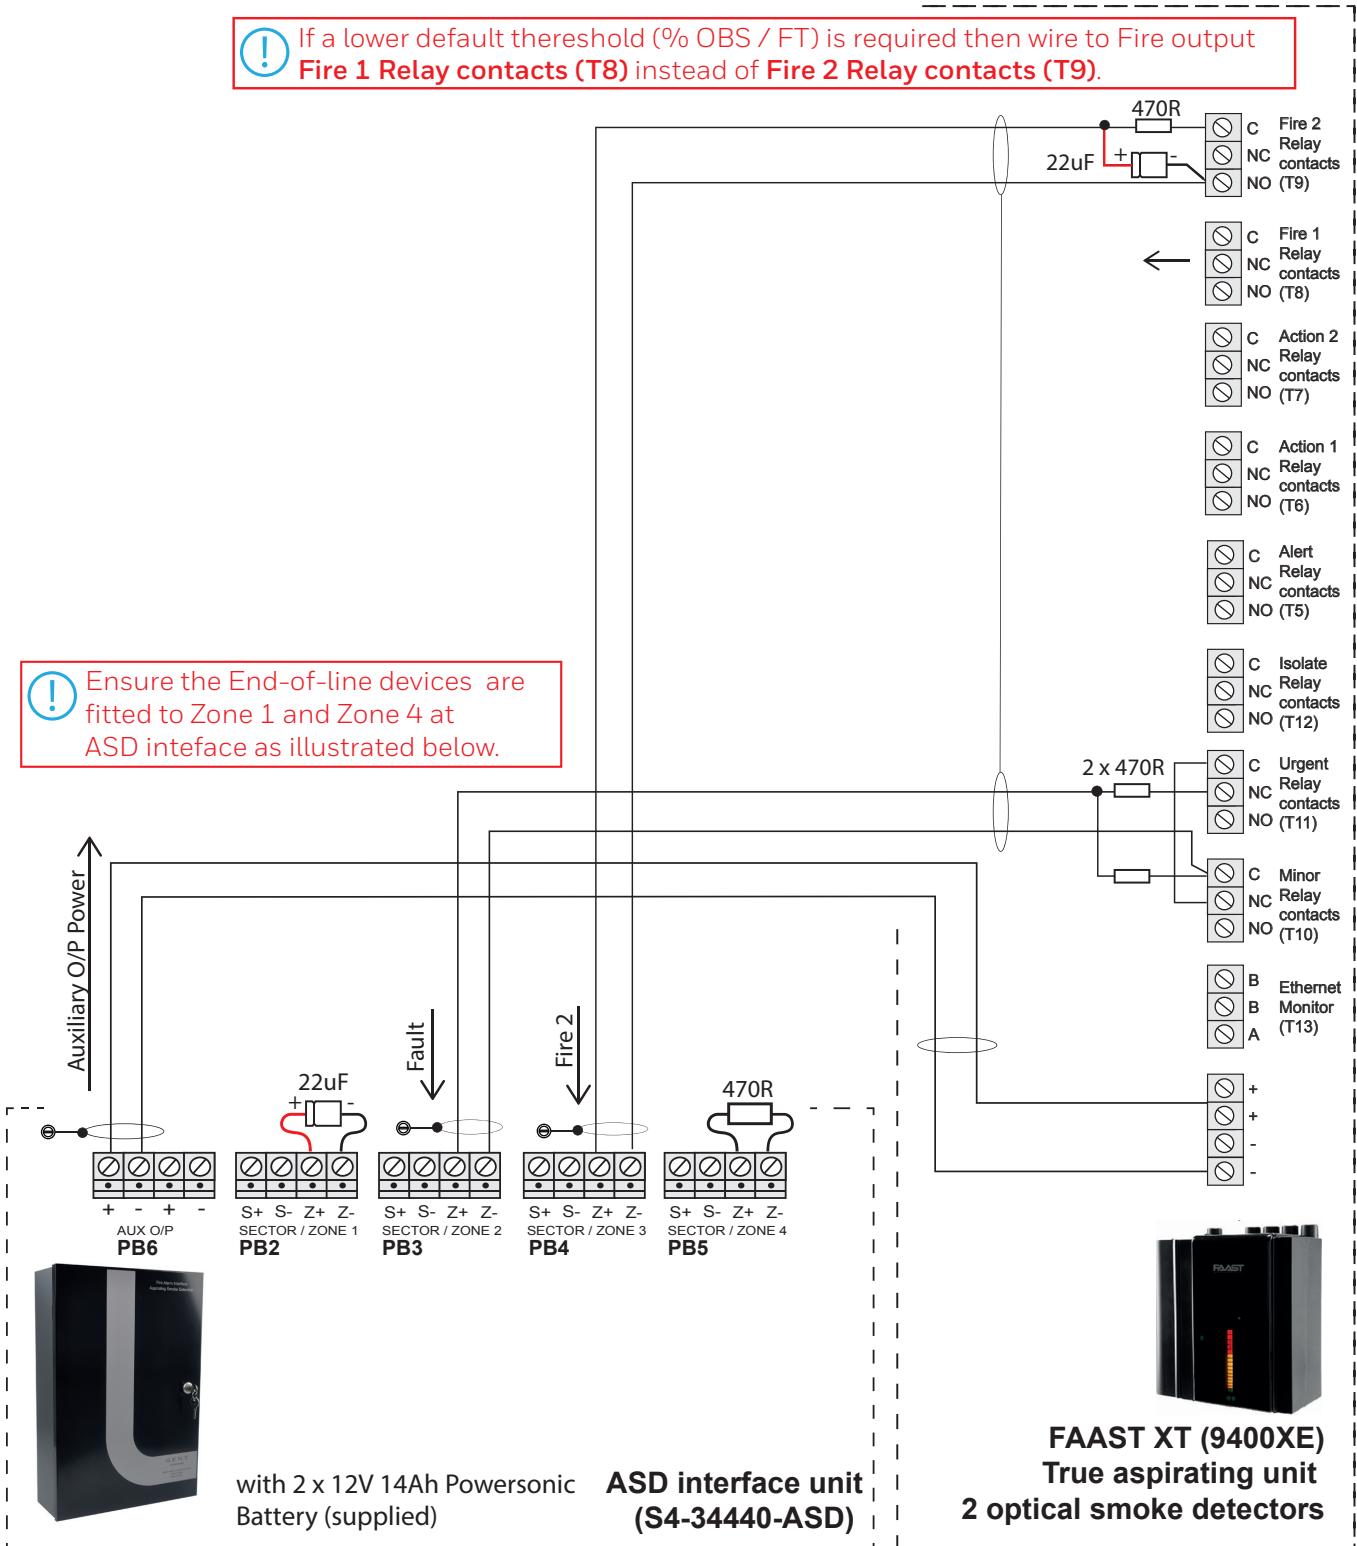 If a lower default thereshold (% OBS / FT) is required then wire to Fire output
Fire 1 Relay contacts (T8) instead of Fire 2 Relay contacts (T9).
470R
22uF
+
-
C
NC
NO
Fire 2
Relay
contacts
(T9)
C
NC
NO
Fire 1
Relay
contacts
(T8)
C
NC
NO
Action 2
Relay
contacts
(T7)
C
NC
NO
Action 1
Relay
contacts
(T6)
C
NC
NO
Alert
Relay
contacts
(T5)
C
NC
NO
Isolate
Relay
contacts
(T12)
Ensure the End-of-line devices are
fitted to Zone 1 and Zone 4 at
ASD inteface as illustrated below.
2 x 470R
C
NC
NO
Urgent
Relay
contacts
(T11)
C
NC
NO
Minor
Relay
contacts
(T10)
B
B
A
Ethernet
Monitor
(T13)
+
+
-
-
Auxiliary O/P Power
Fault
Fire 2
22uF
+
-
470R
+ - + -
AUX O/P
PB6
S+ S- Z+ Z-
SECTOR / ZONE 1
PB2
S+ S- Z+ Z-
SECTOR / ZONE 2
PB3
S+ S- Z+ Z-
SECTOR / ZONE 3
PB4
S+ S- Z+ Z-
SECTOR / ZONE 4
PB5
Fire Alarm Interface
Aspirating Smoke Detector
GENT
with 2 x 12V 14Ah Powersonic
Battery (supplied)
ASD interface unit
(S4-34440-ASD)
FAAST
FAAST XT (9400XE)
True aspirating unit
2 optical smoke detectors